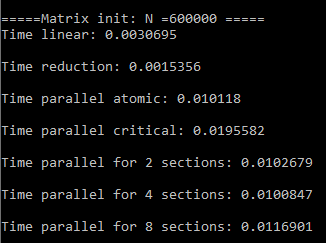 =====Matrix init: N =600000 =====
Time linear: 0.0030695
Time reduction: 0.0015356
Time parallel atomic: 0.010118
Time parallel critical: 0.0195582
Time parallel for 2 sections: 0.0102679
Time parallel for 4 sections: 0.0100847
Time parallel for 8 sections: 0.0116901